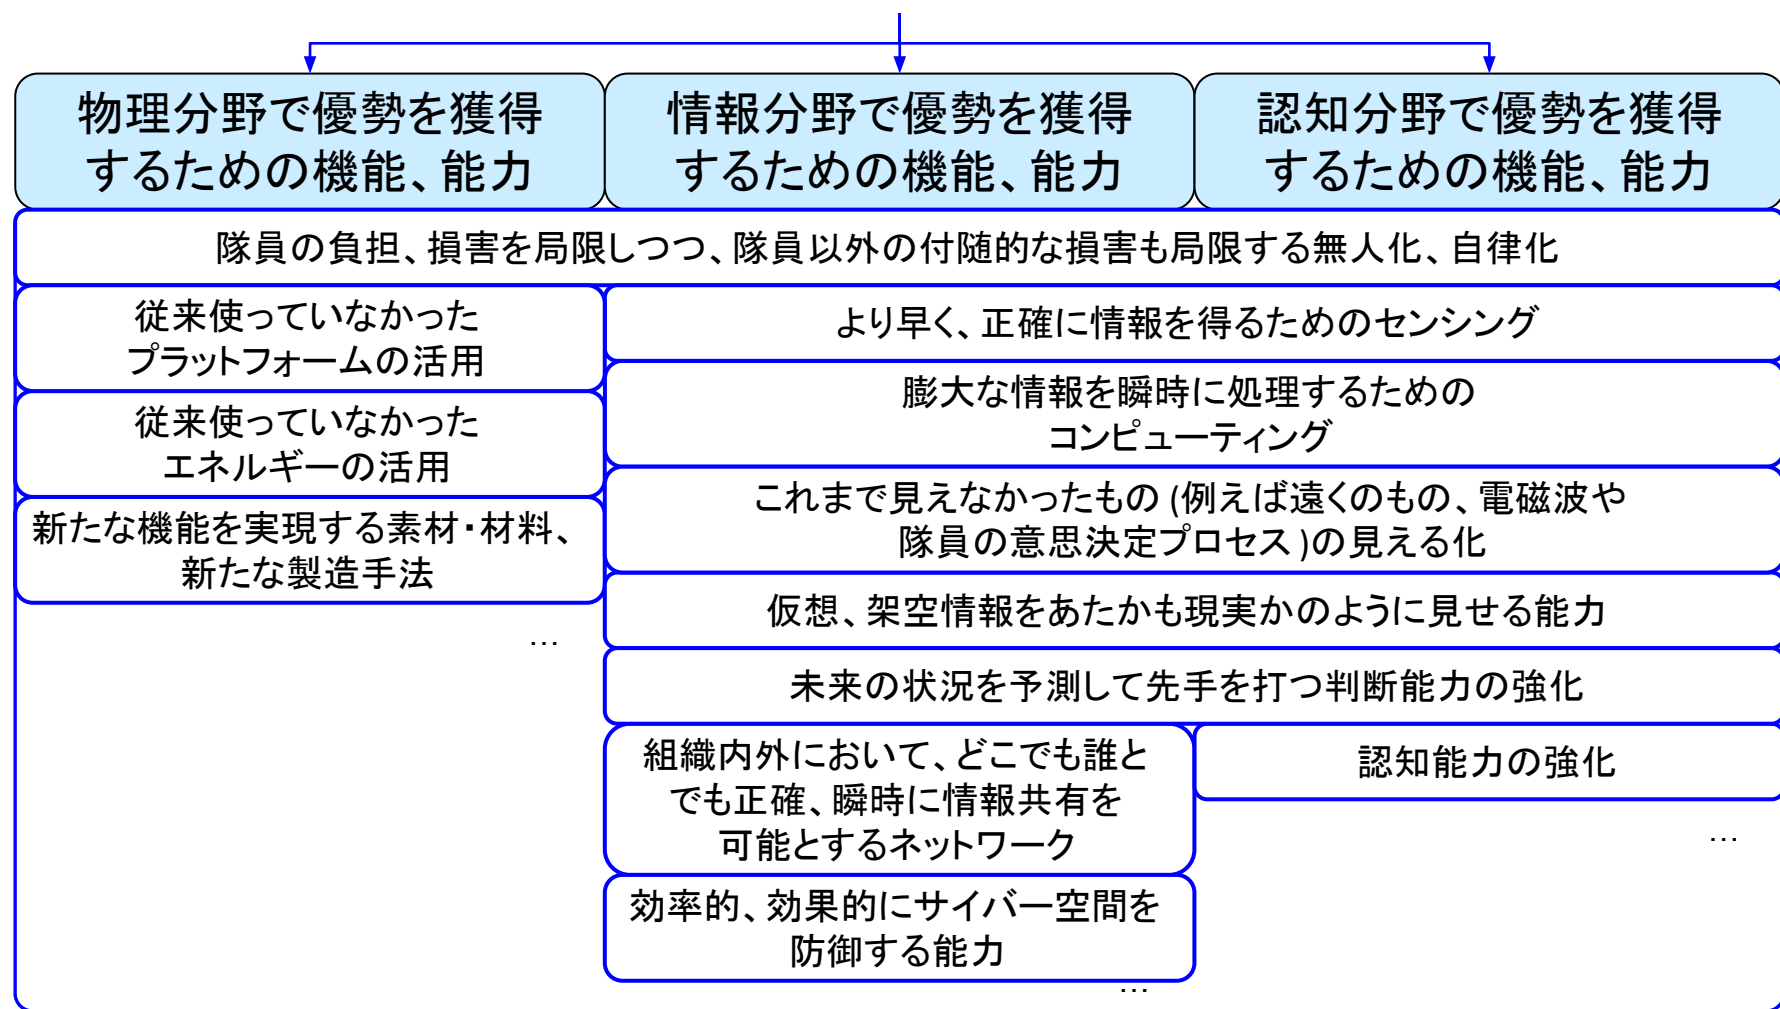 物理分野で優勢を獲得
するための機能、能力
情報分野で優勢を獲得
するための機能、能力
認知分野で優勢を獲得
するための機能、能力
隊員の負担、損害を局限しつつ、隊員以外の付随的な損害も局限する無人化、自律化
従来使っていなかった
プラットフォームの活用
従来使っていなかった
エネルギーの活用
新たな機能を実現する素材・材料、
新たな製造手法
…
より早く、正確に情報を得るためのセンシング
膨大な情報を瞬時に処理するための
コンピューティング
これまで見えなかったもの(例えば遠くのもの、電磁波や
隊員の意思決定プロセス)の見える化
仮想、架空情報をあたかも現実かのように見せる能力
未来の状況を予測して先手を打つ判断能力の強化
組織内外において、どこでも誰と
でも正確、瞬時に情報共有を
可能とするネットワーク
効率的、効果的にサイバー空間を
防御する能力
…
認知能力の強化
…